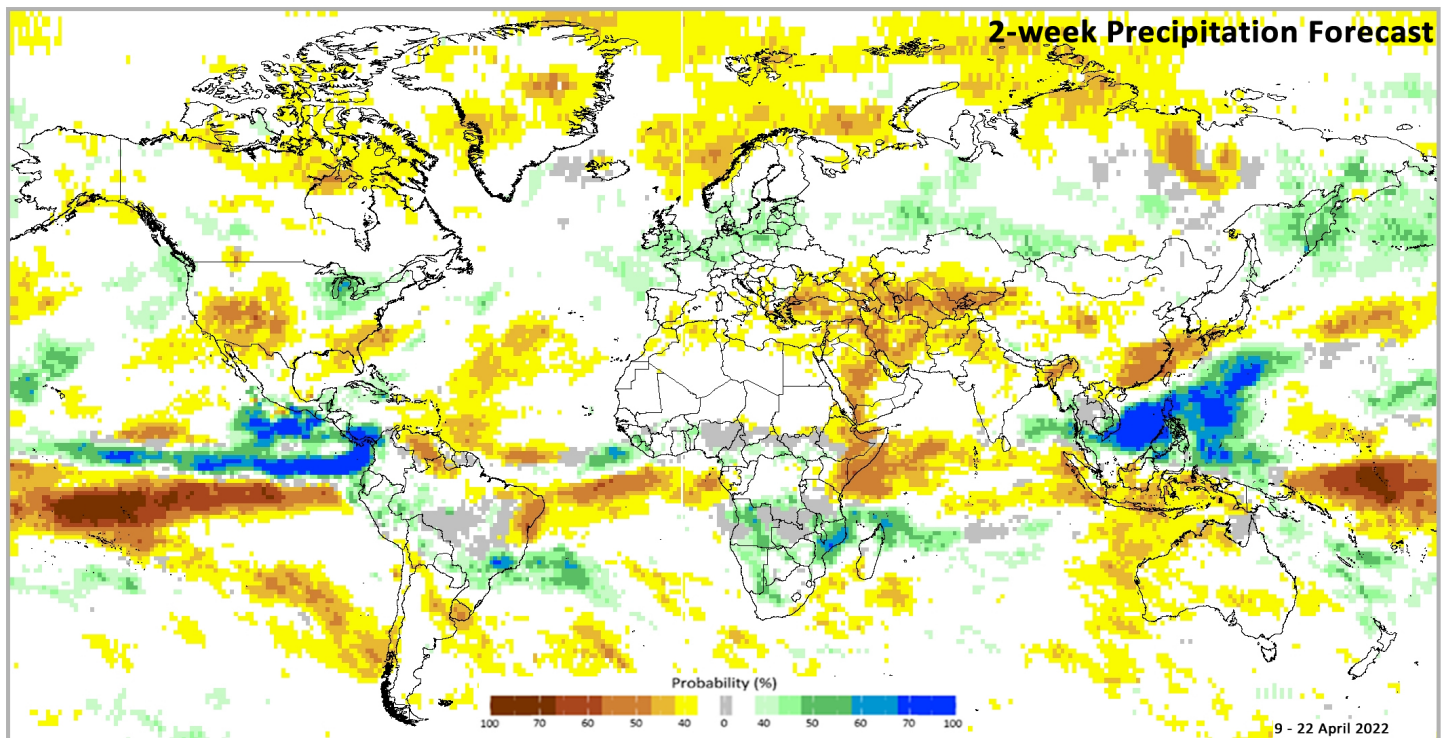 2-week Precipitation Forecast
Probability (%)
100 70 60 50 40 0 40 50 60 70 100
9 - 22 April 2022